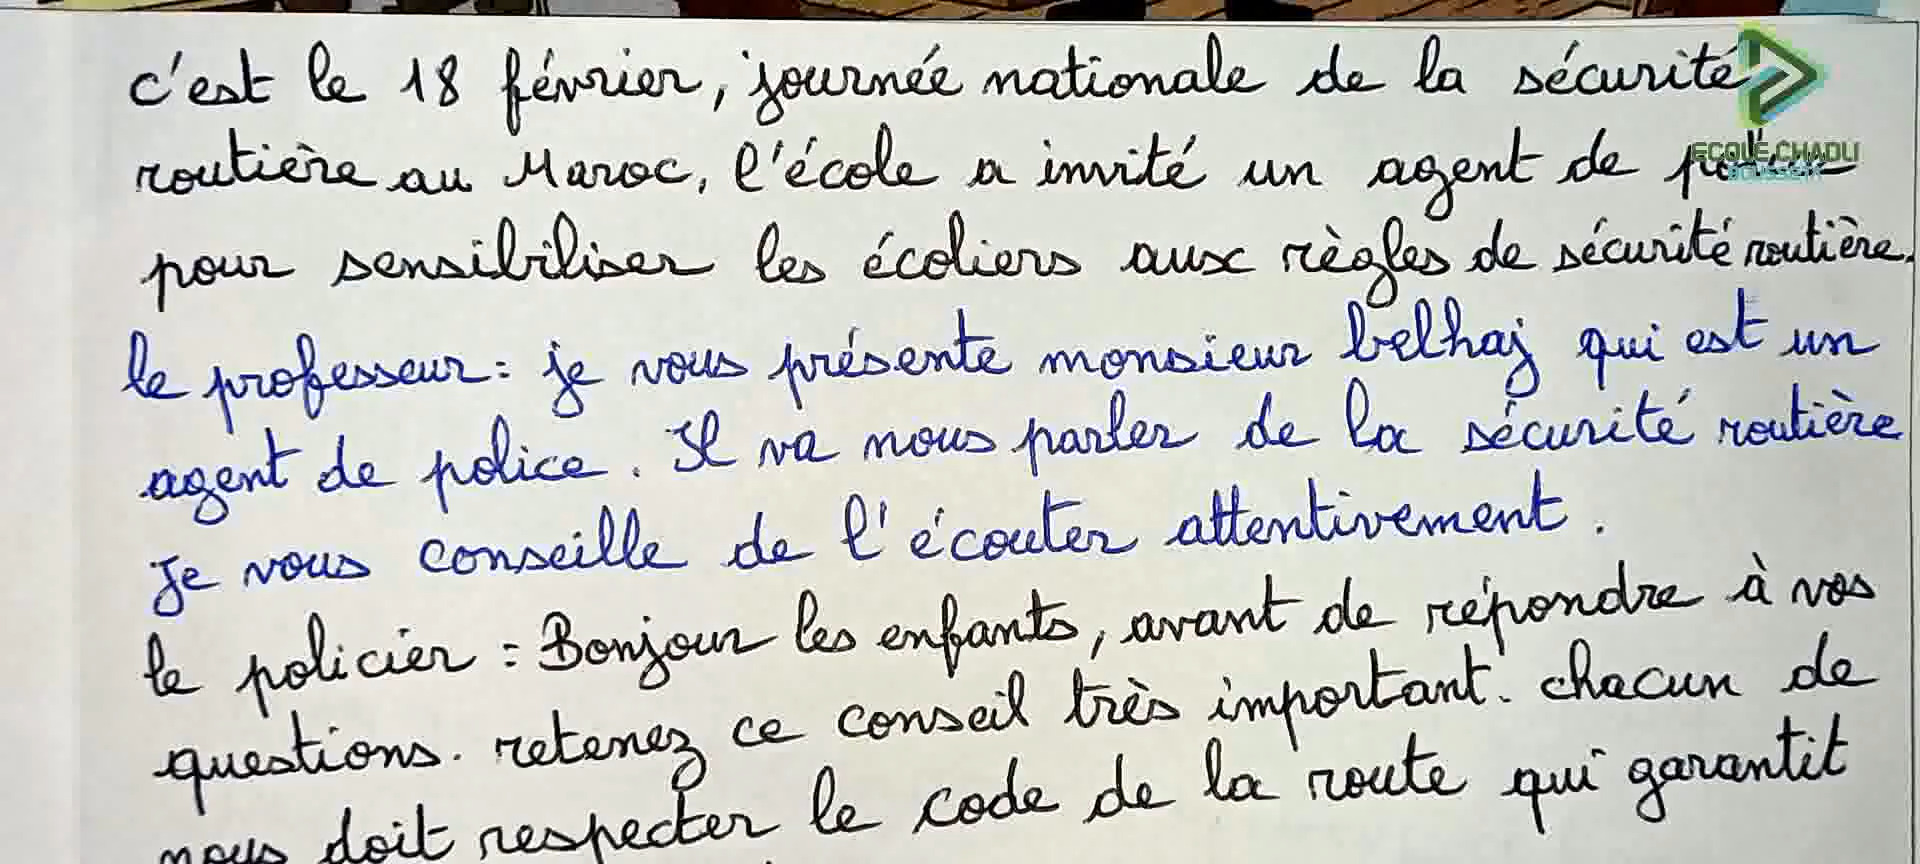 c'est le 18 février, journée nationale de la sécurité
routière au Maroc, l'école a invité un agent de police
pour sensibiliser les écoliers aux règles de sécurité routière.
le professeur : je vous présente monsieur belhaj qui est un
agent de police. Il va nous parler de la sécurité routière
Je vous conseille de l'écouter attentivement.
le policier : Bonjour les enfants, avant de répondre à vos
questions. retenez ce conseil très important. chacun de
nous doit respecter le code de la route qui garantit
ECOLE CHADLI